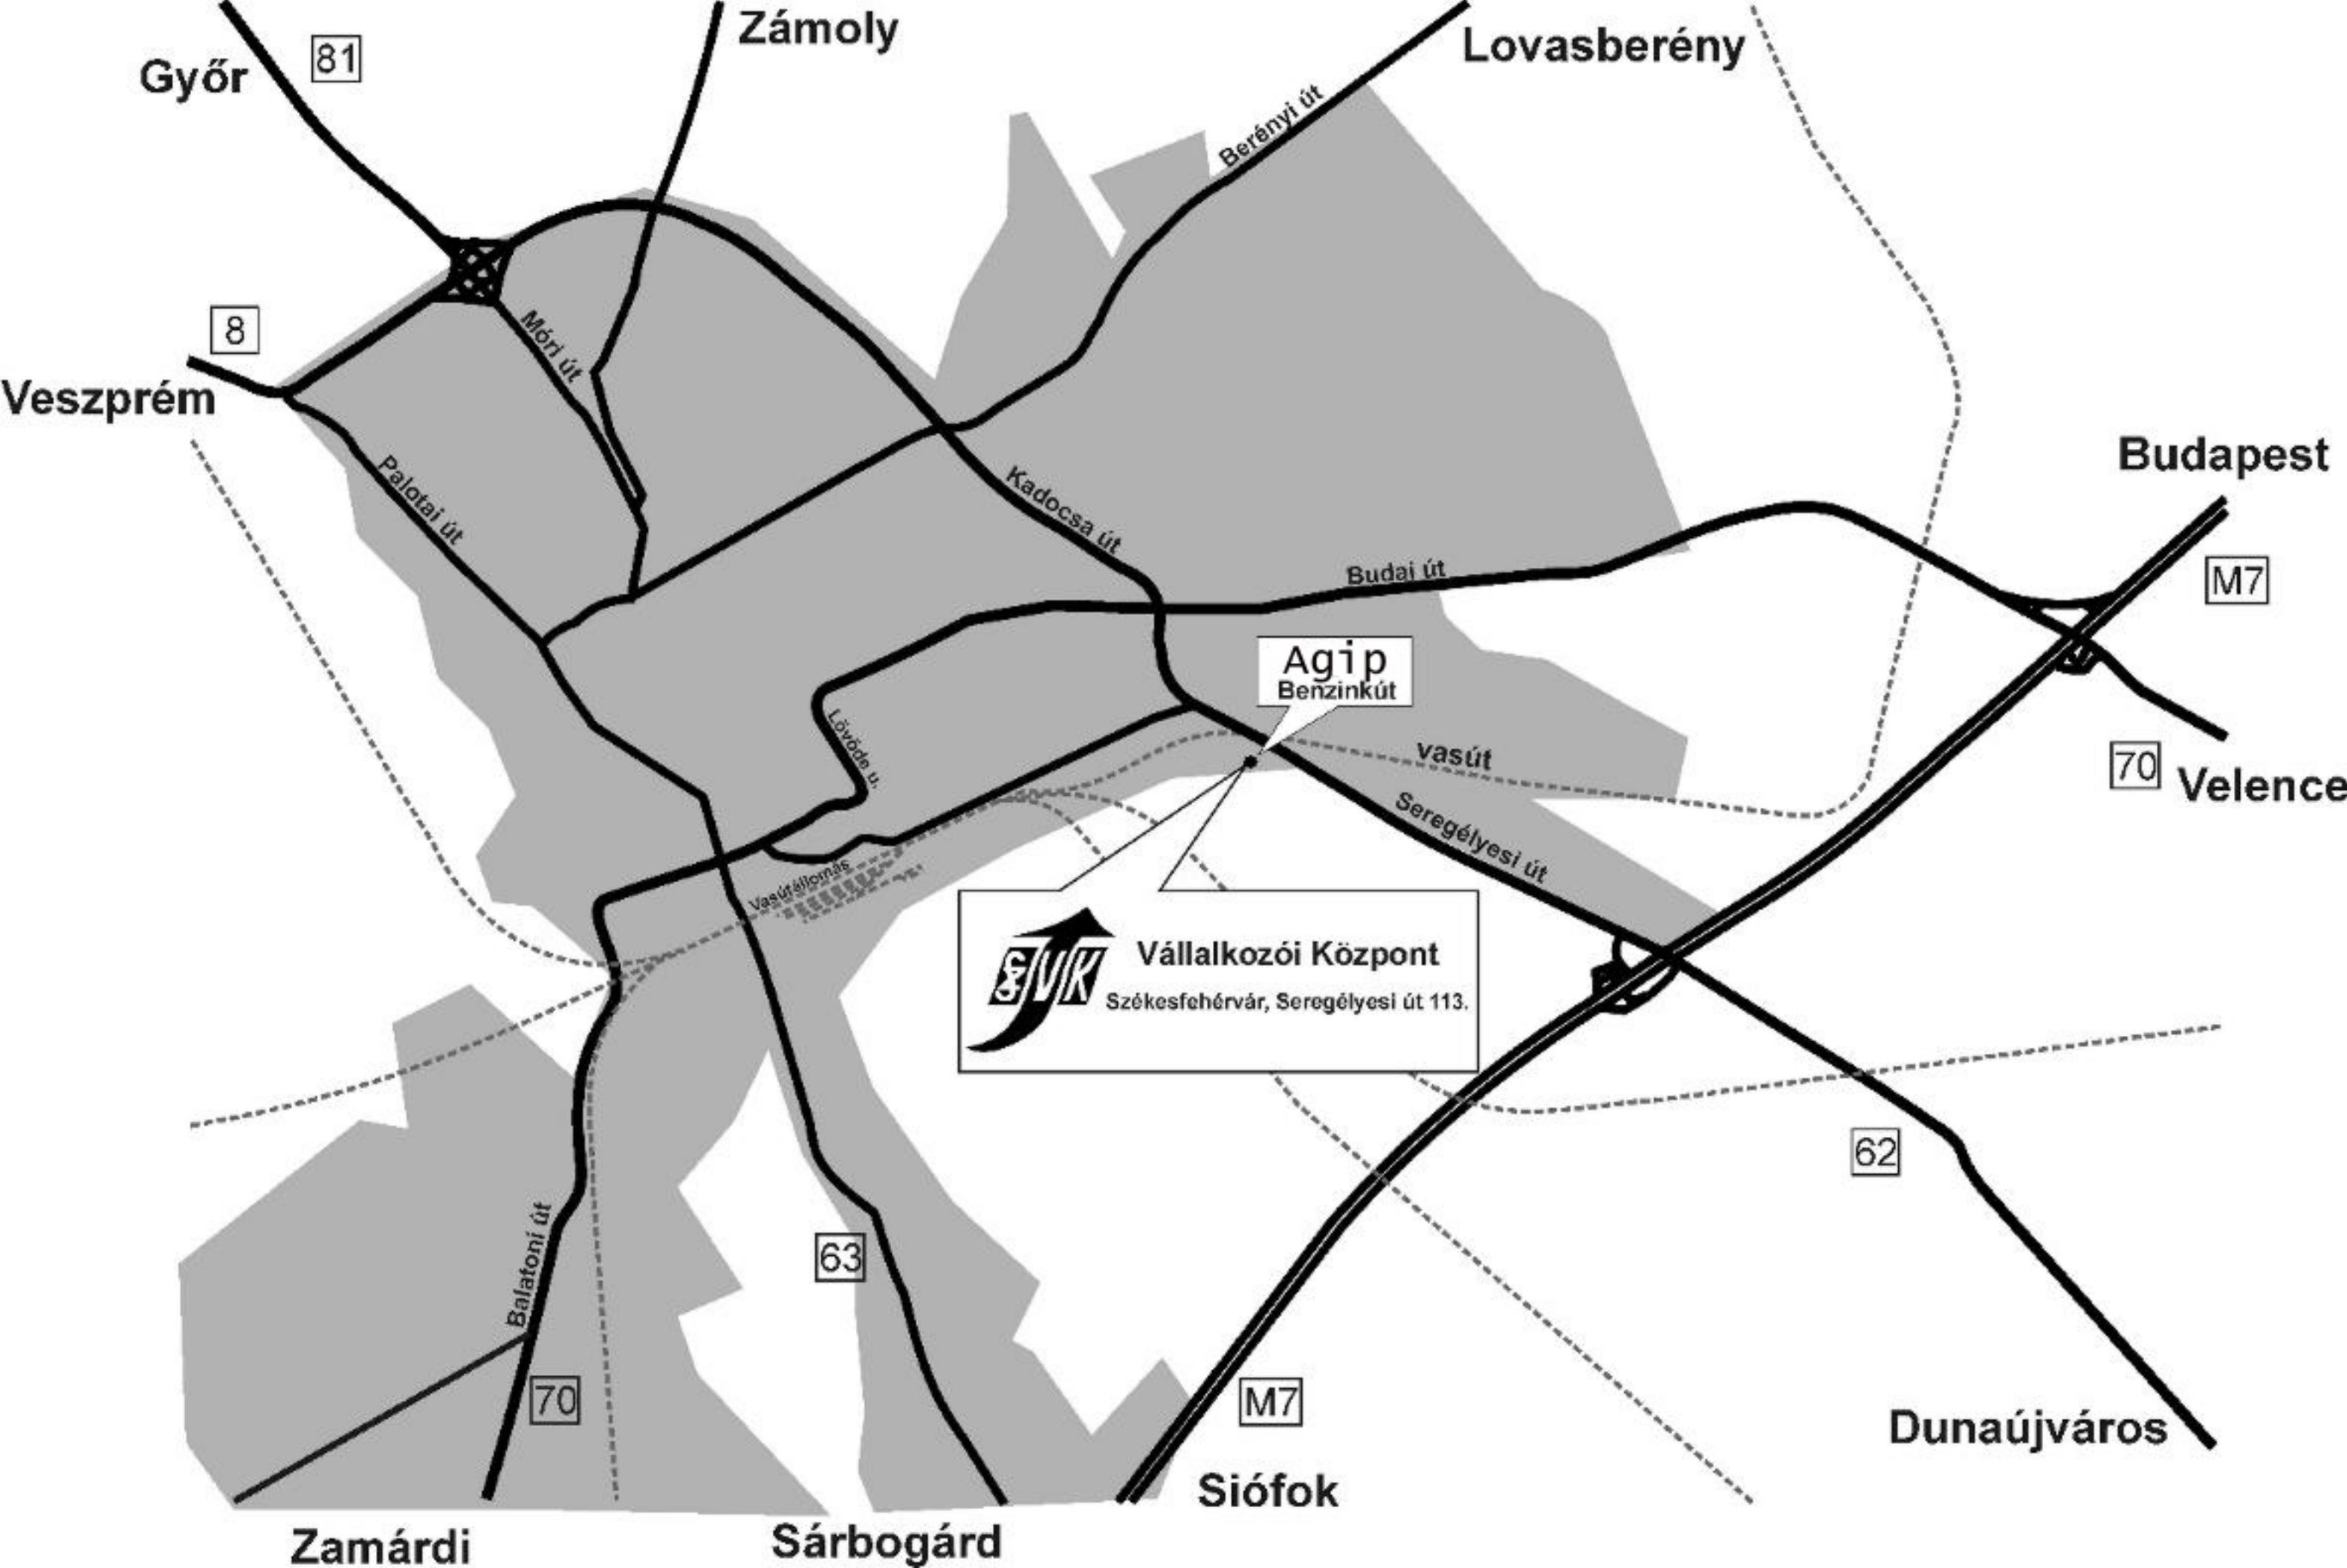 Zámoly
Lovasberény
81
Győr
Berényi út
8
Móri út
Veszprém
Budapest
Palotai út
Kadocsa út
Budai út
M7
Agip
Benzinkút
Lövöde u.
vasút
70
Velence
Seregélyesi út
Vasútállomás
SVK
Vállalkozói Központ
Székesfehérvár, Seregélyesi út 113.
62
Balatoni út
63
70
M7
Dunaújváros
Siófok
Zamárdi
Sárbogárd